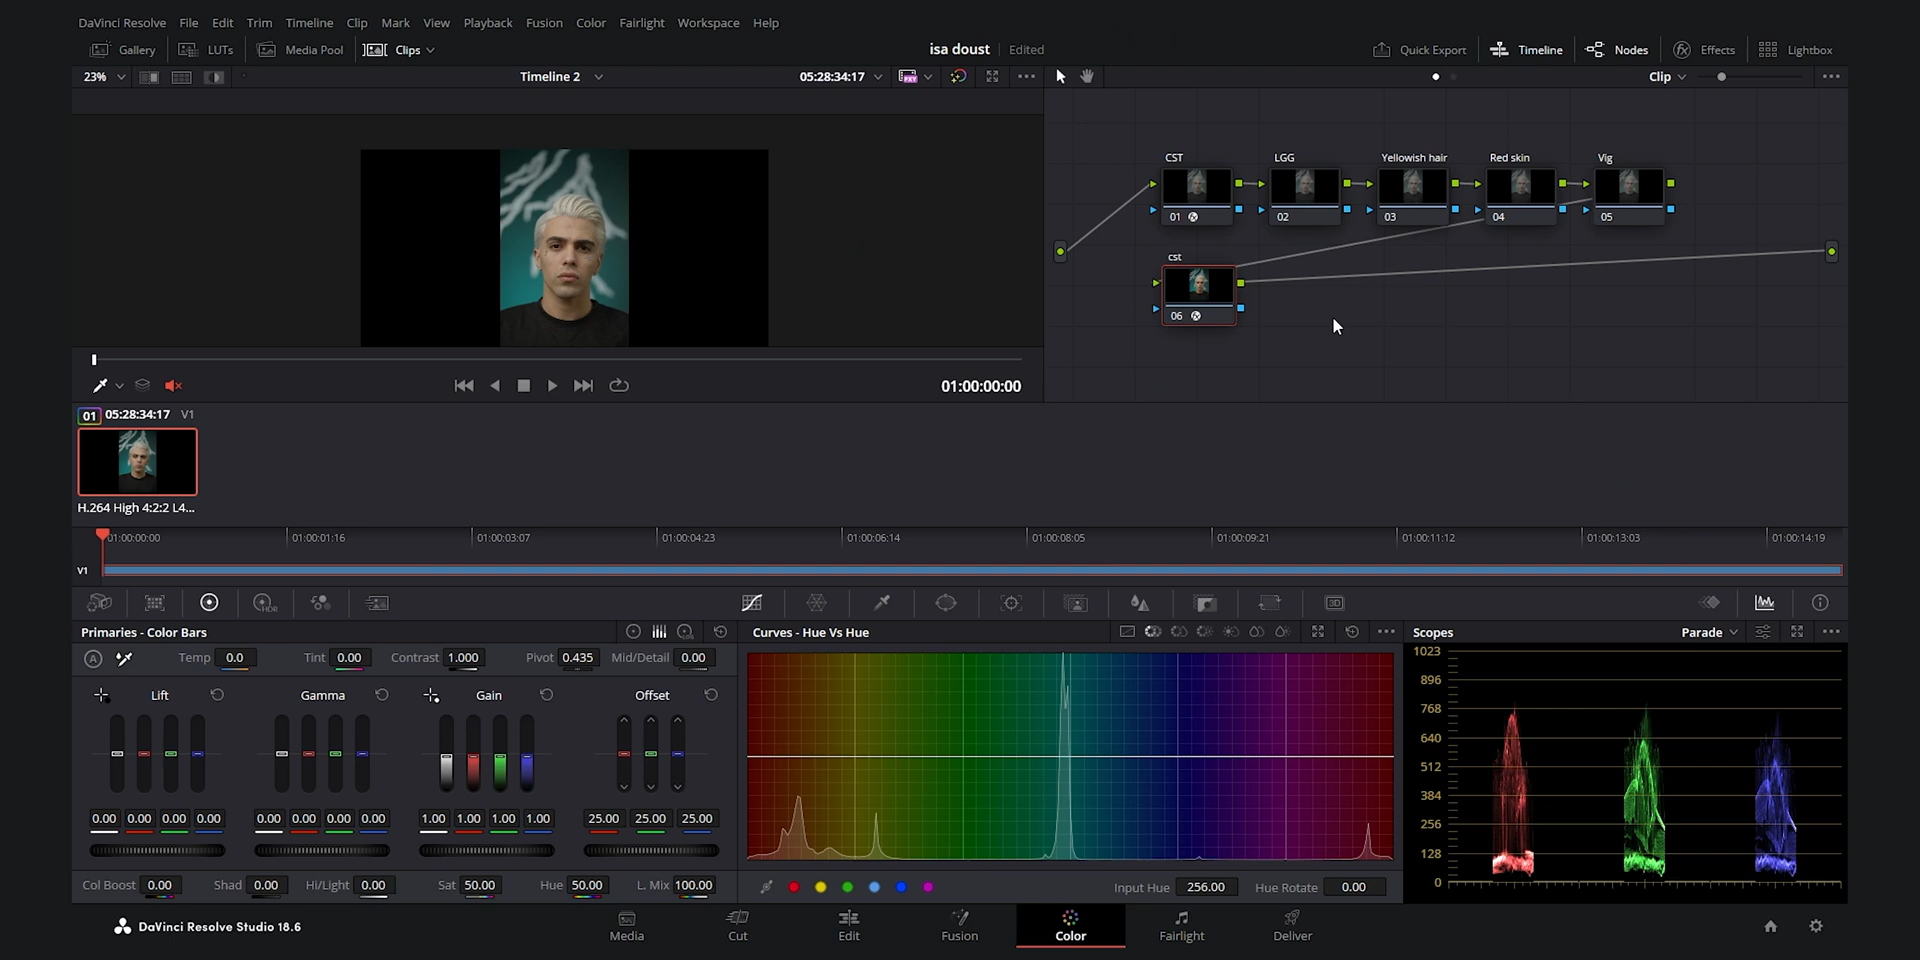 DaVinci Resolve File Edit Trim Timeline Clip Mark View Playback Fusion Color Fairlight Workspace Help
Gallery LUTs Media Pool Clips isa doust Edited Quick Export Timeline Nodes Effects Lightbox
23% Timeline 2 05:28:34:17 Clip
CST LGG Yellowish hair Red skin Vig
01 02 03 04 05
cst
06
01:00:00:00
01 05:28:34:17 V1
H.264 High 4:2:2 L4...
01:00:00:00 01:00:01:16 01:00:03:07 01:00:04:23 01:00:06:14 01:00:08:05 01:00:09:21 01:00:11:12 01:00:13:03 01:00:14:19
V1
HDR 3D
Primaries - Color Bars Curves - Hue Vs Hue Scopes Parade
A Temp 0.0 Tint 0.00 Contrast 1.000 Pivot 0.435 Mid/Detail 0.00
Lift Gamma Gain Offset
1023
896
768
640
512
384
256
128
0
0.00 0.00 0.00 0.00 0.00 0.00 0.00 0.00 1.00 1.00 1.00 1.00 25.00 25.00 25.00
Col Boost 0.00 Shad 0.00 Hi/Light 0.00 Sat 50.00 Hue 50.00 L. Mix 100.00 Input Hue 256.00 Hue Rotate 0.00
DaVinci Resolve Studio 18.6 Media Cut Edit Fusion Color Fairlight Deliver